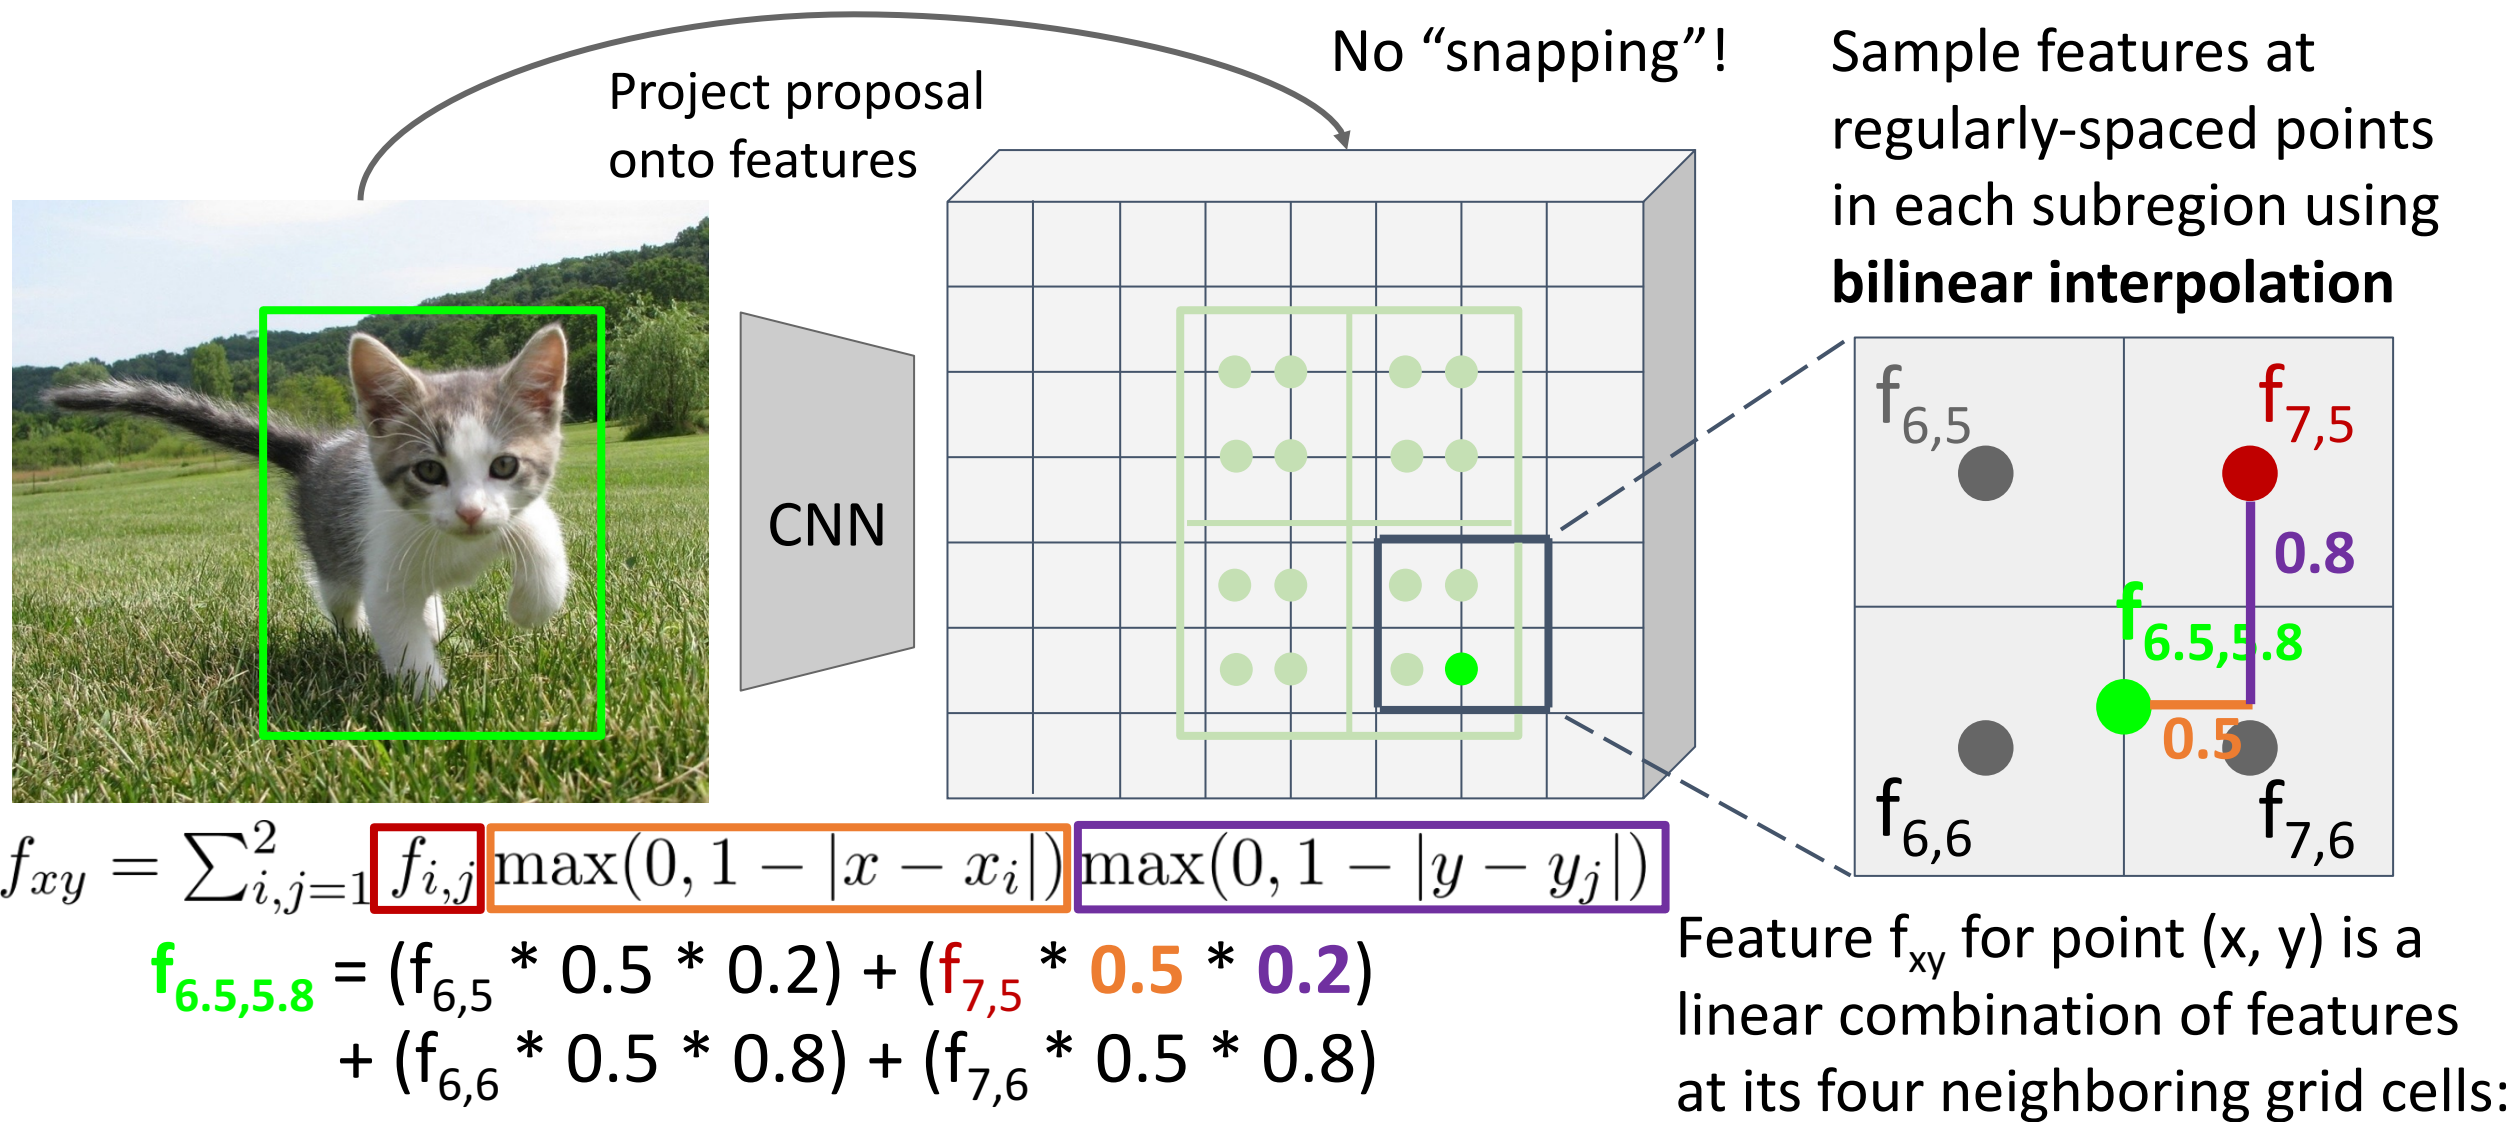 Project proposal
onto features
No “snapping”!
Sample features at
regularly-spaced points
in each subregion using
bilinear interpolation
CNN
f6,5
f7,5
0.8
f6.5,5.8
0.5
f6,6
f7,6
fxy = ∑²i,j=1 fi,j max(0, 1 − |x − xi|) max(0, 1 − |y − yj|)
f6.5,5.8 = (f6,5 * 0.5 * 0.2) + (f7,5 * 0.5 * 0.2)
+ (f6,6 * 0.5 * 0.8) + (f7,6 * 0.5 * 0.8)
Feature fxy for point (x, y) is a
linear combination of features
at its four neighboring grid cells: